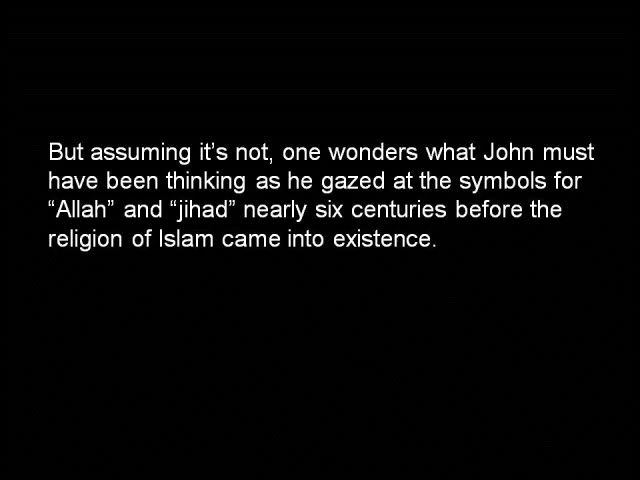 But assuming it’s not, one wonders what John must
have been thinking as he gazed at the symbols for
“Allah” and “jihad” nearly six centuries before the
religion of Islam came into existence.